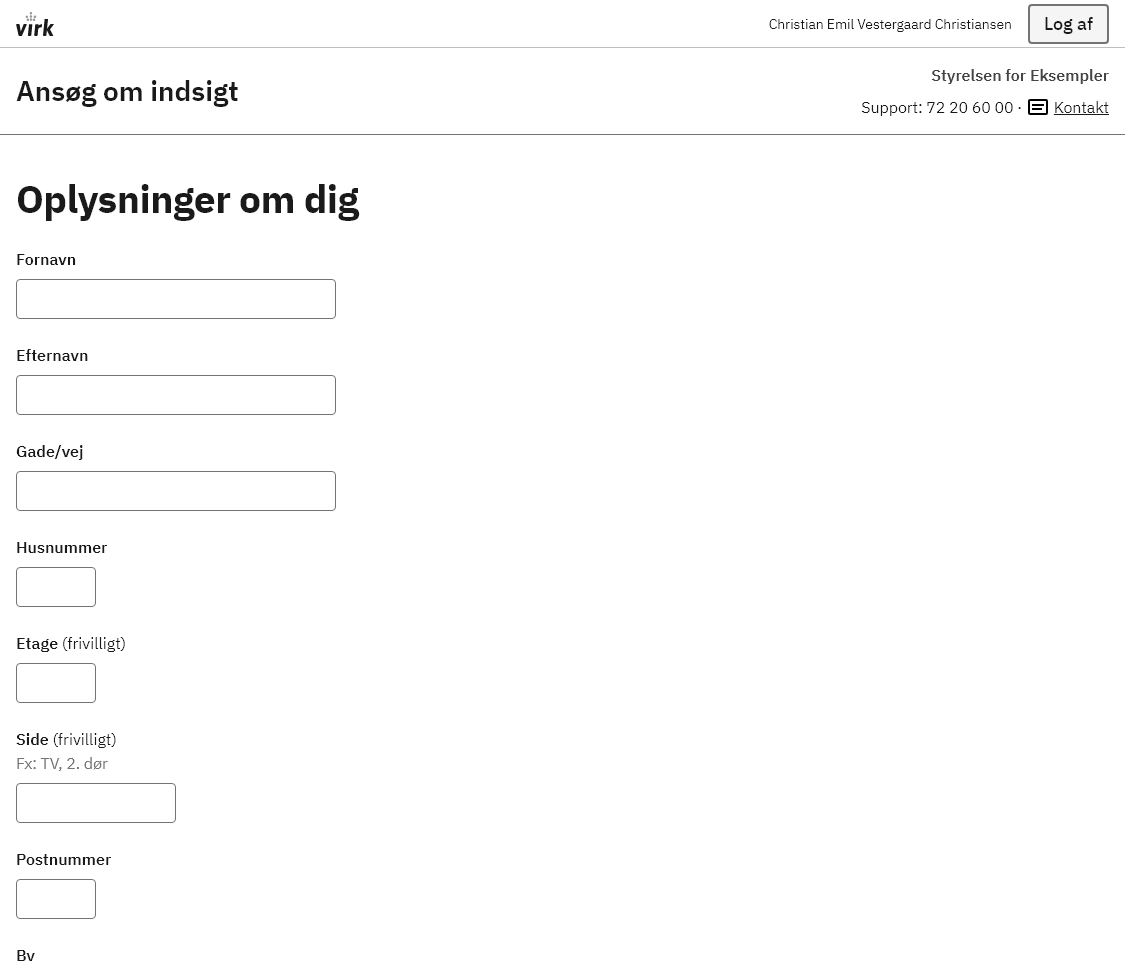 virk
Christian Emil Vestergaard Christiansen
Log af
Ansøg om indsigt
Styrelsen for Eksempler
Support: 72 20 60 00 · Kontakt
Oplysninger om dig
Fornavn
Efternavn
Gade/vej
Husnummer
Etage (frivilligt)
Side (frivilligt)
Fx: TV, 2. dør
Postnummer
By